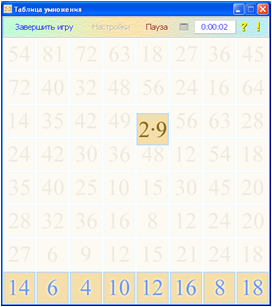 Таблица умножения
Завершить игру Настройки Пауза 0:00:02 ? !
54 81 72 63 18 27 36 45
72 40 32 48 56 24 16 64
14 35 42 49 56 63 28
2·9
24 42 30 36 48 12 54 18
35 40 25 10 15 30 45 20
28 32 36 16 8 12 24 20
27 6 9 12 15 21 24 18
14 6 4 10 12 16 8 18